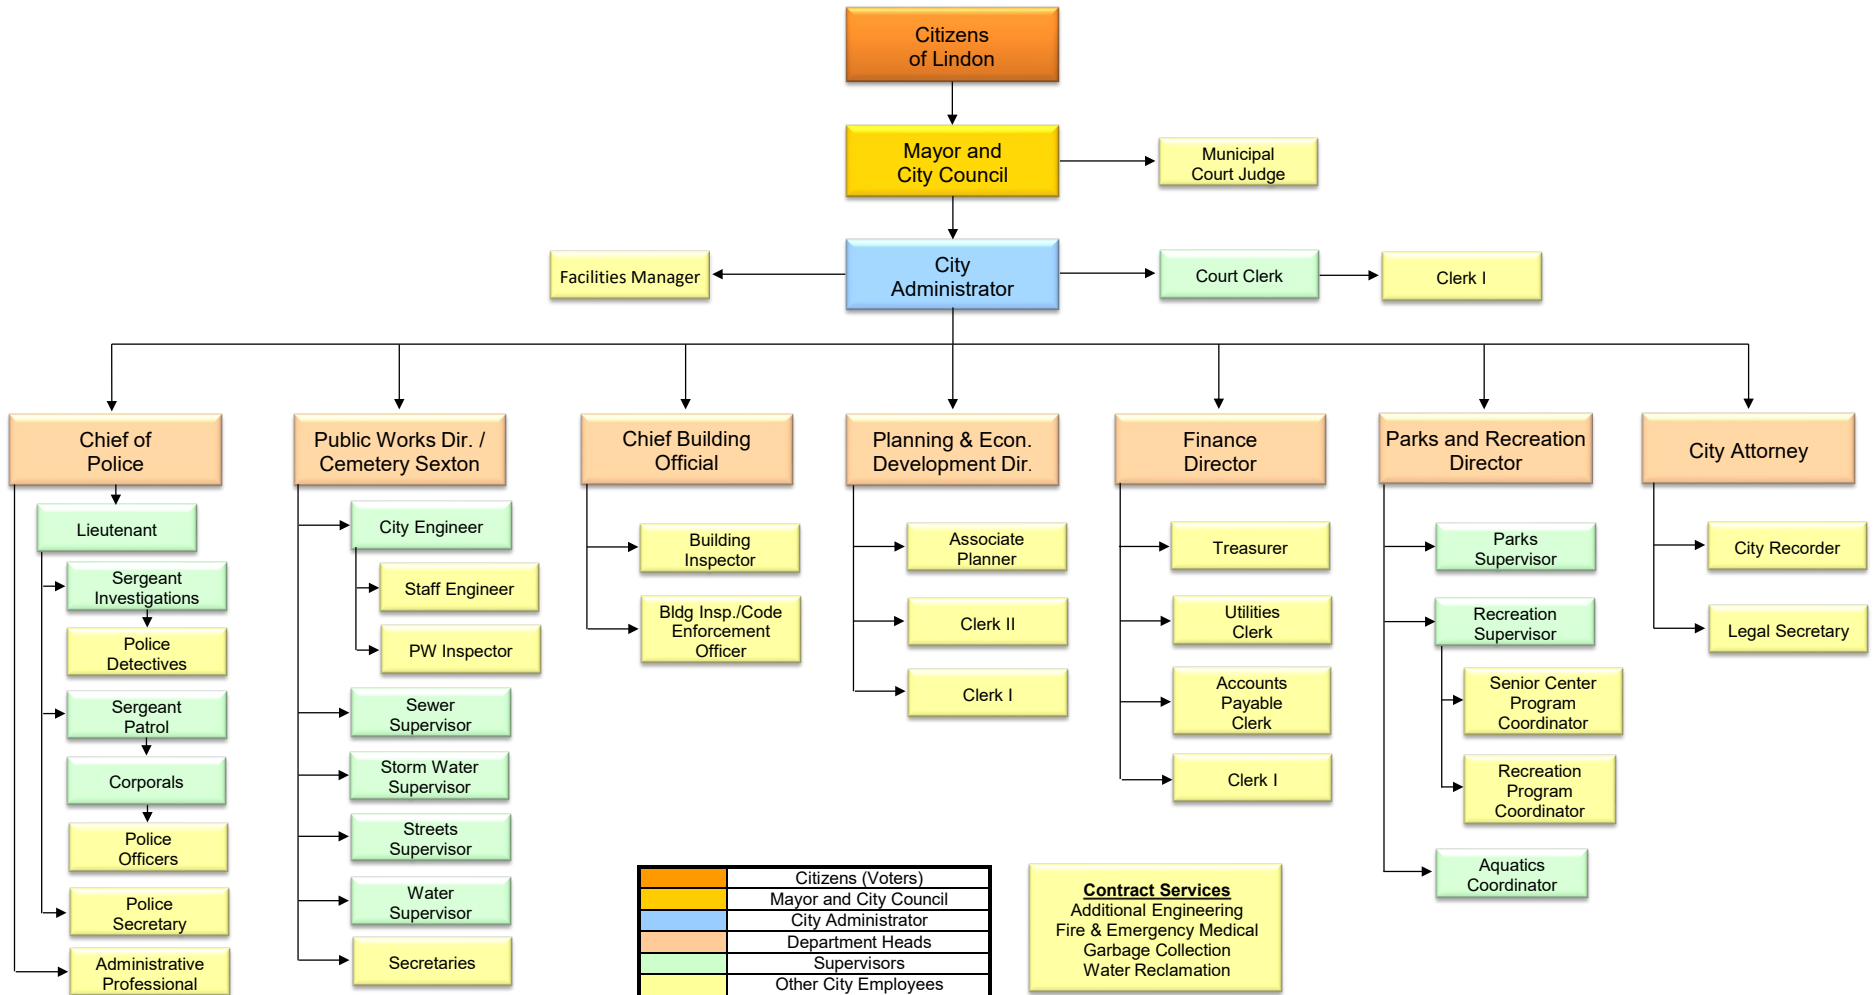 Citizens
of Lindon
Mayor and
City Council
Municipal
Court Judge
Facilities Manager
City
Administrator
Court Clerk
Clerk I
Chief of
Police
Public Works Dir. /
Cemetery Sexton
Chief Building
Official
Planning & Econ.
Development Dir.
Finance
Director
Parks and Recreation
Director
City Attorney
Lieutenant
Sergeant
Investigations
Police
Detectives
Sergeant
Patrol
Corporals
Police
Officers
Police
Secretary
Administrative
Professional
City Engineer
Staff Engineer
PW Inspector
Sewer
Supervisor
Storm Water
Supervisor
Streets
Supervisor
Water
Supervisor
Secretaries
Building
Inspector
Bldg Insp./Code
Enforcement
Officer
Associate
Planner
Clerk II
Clerk I
Treasurer
Utilities
Clerk
Accounts
Payable
Clerk
Clerk I
Parks
Supervisor
Recreation
Supervisor
Senior Center
Program
Coordinator
Recreation
Program
Coordinator
Aquatics
Coordinator
City Recorder
Legal Secretary
Citizens (Voters)
Mayor and City Council
City Administrator
Department Heads
Supervisors
Other City Employees
Contract Services
Additional Engineering
Fire & Emergency Medical
Garbage Collection
Water Reclamation